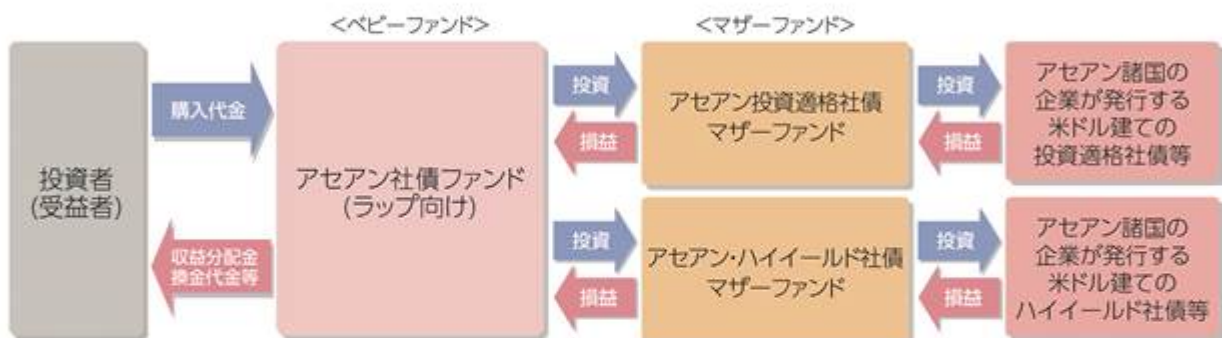 <ベビーファンド>
<マザーファンド>
投資者
(受益者)
購入代金
収益分配金
換金代金等
アセアン社債ファンド
(ラップ向け)
投資
損益
アセアン投資適格社債
マザーファンド
投資
損益
アセアン諸国の
企業が発行する
米ドル建ての
投資適格社債等
投資
損益
アセアン・ハイイールド社債
マザーファンド
投資
損益
アセアン諸国の
企業が発行する
米ドル建ての
ハイイールド社債等